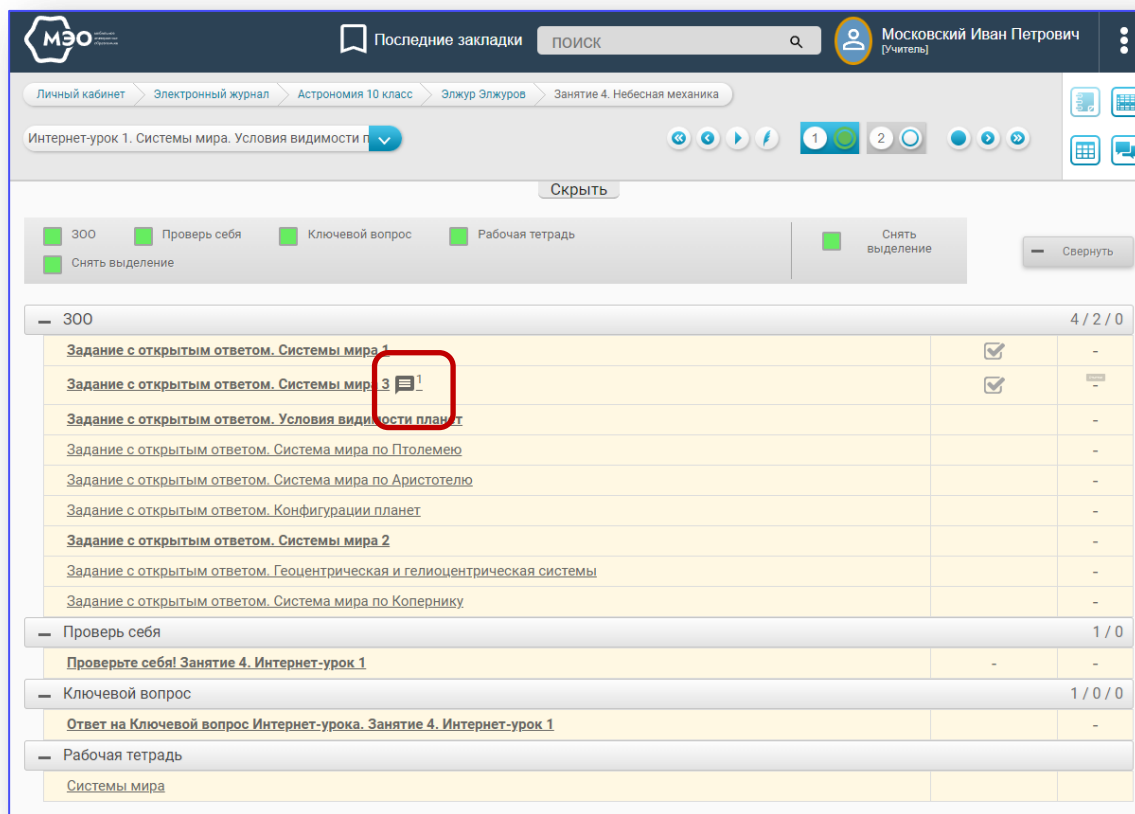 МЭО
Последние закладки
ПОИСК
Московский Иван Петрович
[Учитель]
Личный кабинет
Электронный журнал
Астрономия 10 класс
Элжур Элжуров
Занятие 4. Небесная механика
Интернет-урок 1. Системы мира. Условия видимости п
1
2
Скрыть
ЗОО
Проверь себя
Ключевой вопрос
Рабочая тетрадь
Снять выделение
Снять
выделение
Свернуть
ЗОО 4 / 2 / 0
Задание с открытым ответом. Системы мира 1 -
Задание с открытым ответом. Системы мира 3 1 -
Задание с открытым ответом. Условия видимости планет -
Задание с открытым ответом. Система мира по Птолемею -
Задание с открытым ответом. Система мира по Аристотелю -
Задание с открытым ответом. Конфигурации планет -
Задание с открытым ответом. Системы мира 2 -
Задание с открытым ответом. Геоцентрическая и гелиоцентрическая системы -
Задание с открытым ответом. Система мира по Копернику -
Проверь себя 1 / 0
Проверьте себя! Занятие 4. Интернет-урок 1 - -
Ключевой вопрос 1 / 0 / 0
Ответ на Ключевой вопрос Интернет-урока. Занятие 4. Интернет-урок 1 -
Рабочая тетрадь
Системы мира